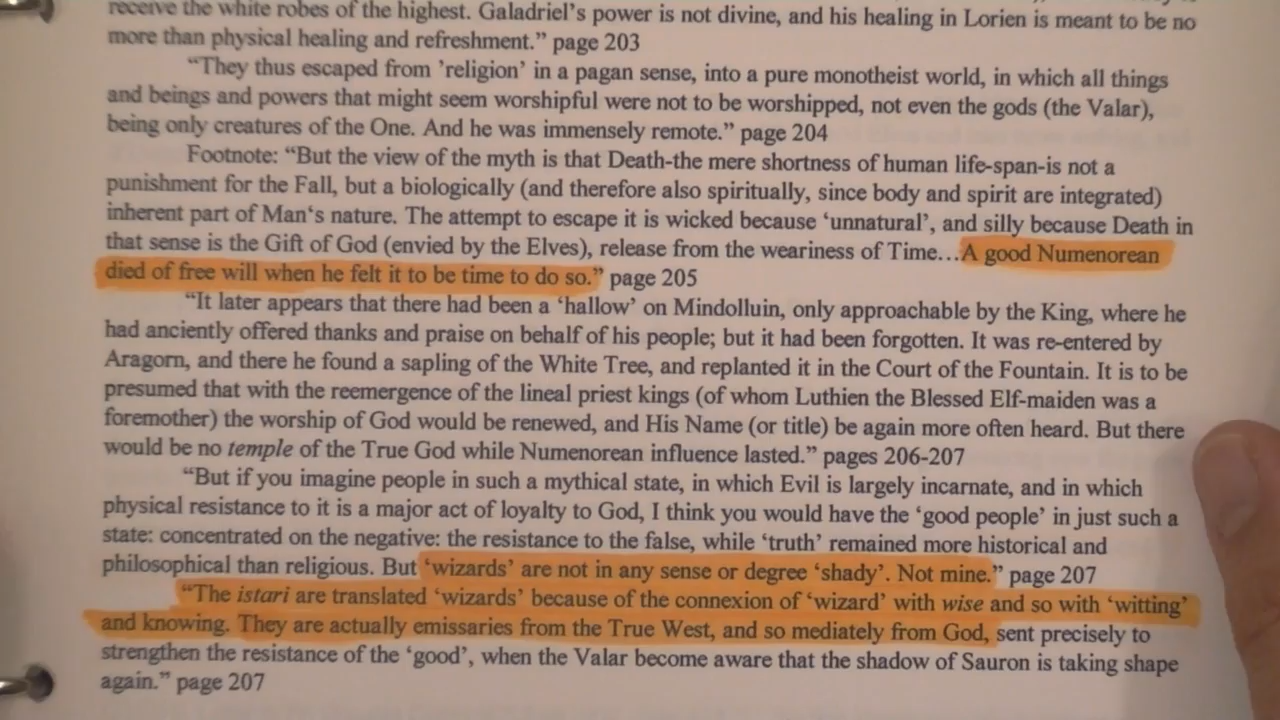 receive the white robes of the highest. Galadriel's power is not divine, and his healing in Lorien is meant to be no
more than physical healing and refreshment.” page 203
“They thus escaped from ’religion’ in a pagan sense, into a pure monotheist world, in which all things
and beings and powers that might seem worshipful were not to be worshipped, not even the gods (the Valar),
being only creatures of the One. And he was immensely remote.” page 204
Footnote: “But the view of the myth is that Death-the mere shortness of human life-span-is not a
punishment for the Fall, but a biologically (and therefore also spiritually, since body and spirit are integrated)
inherent part of Man‘s nature. The attempt to escape it is wicked because ‘unnatural’, and silly because Death in
that sense is the Gift of God (envied by the Elves), release from the weariness of Time…A good Numenorean
died of free will when he felt it to be time to do so.” page 205
“It later appears that there had been a ‘hallow’ on Mindolluin, only approachable by the King, where he
had anciently offered thanks and praise on behalf of his people; but it had been forgotten. It was re-entered by
Aragorn, and there he found a sapling of the White Tree, and replanted it in the Court of the Fountain. It is to be
presumed that with the reemergence of the lineal priest kings (of whom Luthien the Blessed Elf-maiden was a
foremother) the worship of God would be renewed, and His Name (or title) be again more often heard. But there
would be no temple of the True God while Numenorean influence lasted.” pages 206-207
“But if you imagine people in such a mythical state, in which Evil is largely incarnate, and in which
physical resistance to it is a major act of loyalty to God, I think you would have the ‘good people’ in just such a
state: concentrated on the negative: the resistance to the false, while ‘truth’ remained more historical and
philosophical than religious. But ‘wizards’ are not in any sense or degree ‘shady’. Not mine.” page 207
“The istari are translated ‘wizards’ because of the connexion of ‘wizard’ with wise and so with ‘witting’
and knowing. They are actually emissaries from the True West, and so mediately from God, sent precisely to
strengthen the resistance of the ‘good’, when the Valar become aware that the shadow of Sauron is taking shape
again.” page 207